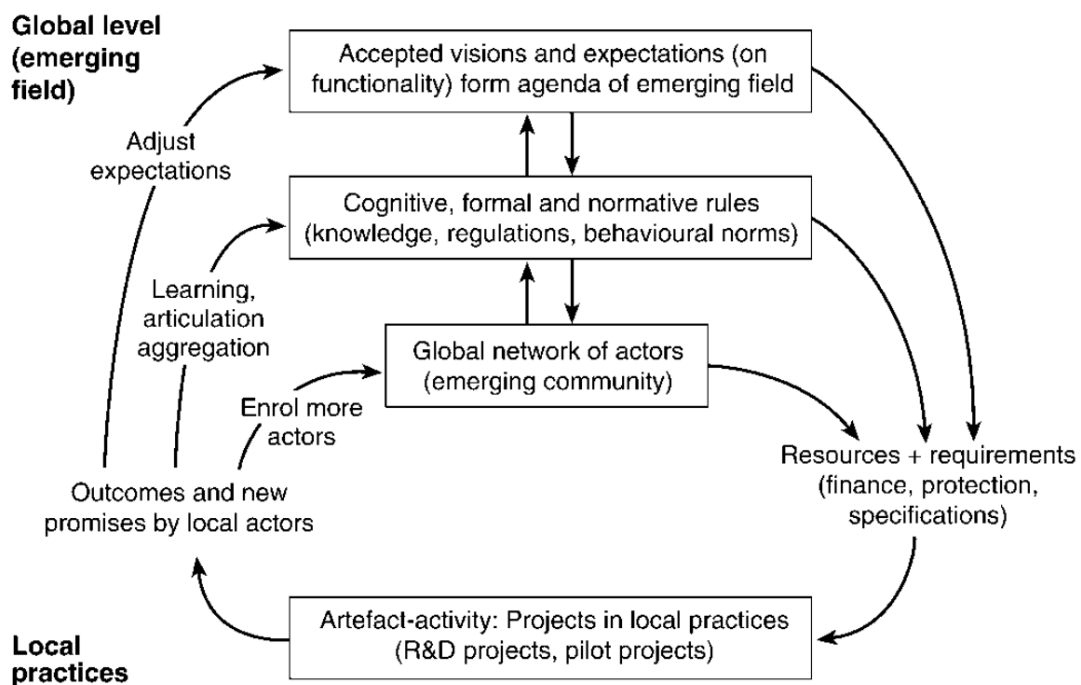 Global level
(emerging
field)
Accepted visions and expectations (on
functionality) form agenda of emerging field
Adjust
expectations
Cognitive, formal and normative rules
(knowledge, regulations, behavioural norms)
Learning,
articulation
aggregation
Global network of actors
(emerging community)
Enrol more
actors
Resources + requirements
(finance, protection,
specifications)
Outcomes and new
promises by local actors
Artefact-activity: Projects in local practices
(R&D projects, pilot projects)
Local
practices